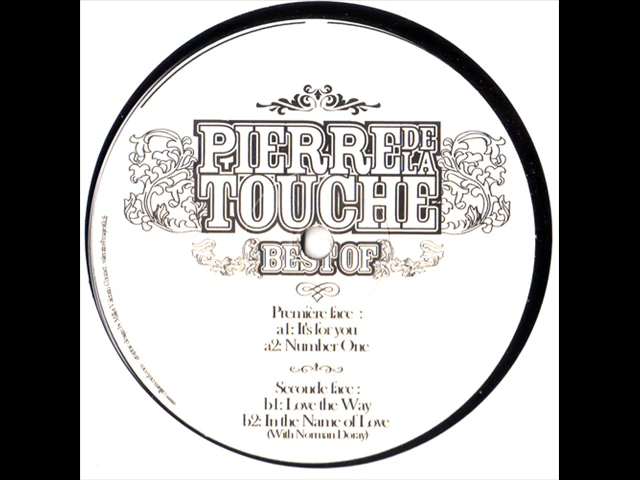 PIERRE DE LA
TOUCHE
BEST OF
Première face :
a1: It's for you
a2: Number One
Seconde face :
b1: Love the Way
b2: In the Name of Love
(With Norman Doray)